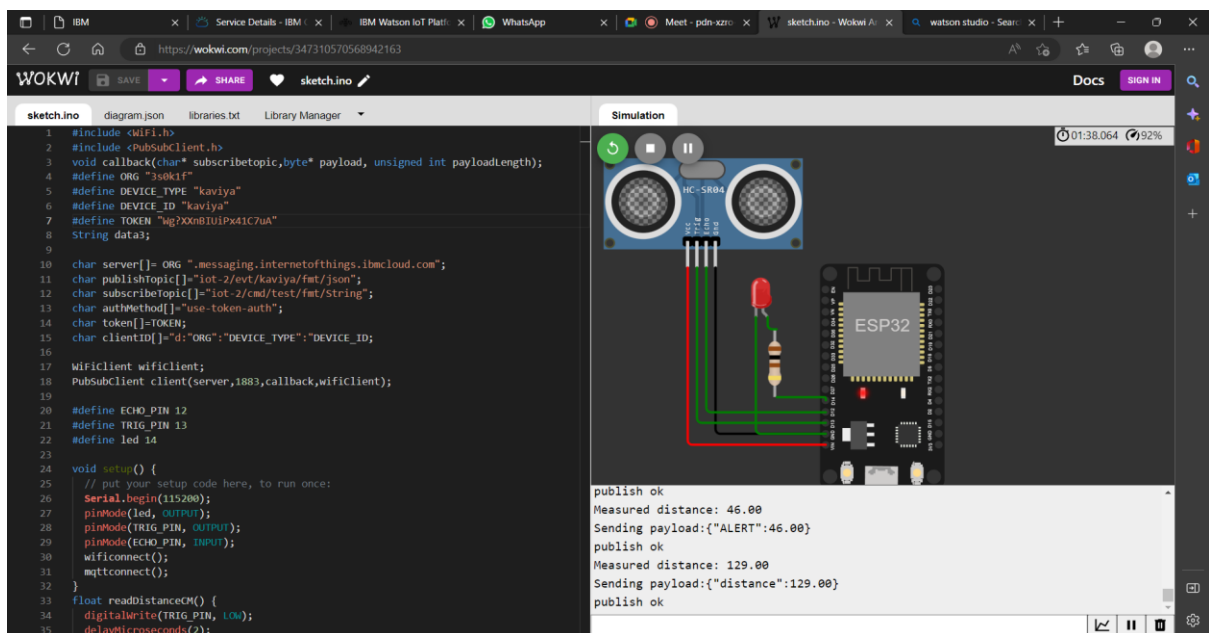 IBM
Service Details - IBM C
IBM Watson IoT Platfo
WhatsApp
Meet - pdn-xzro
sketch.ino - Wokwi Ar
watson studio - Searc
https://wokwi.com/projects/347310570568942163
WOKWI
SAVE
SHARE
sketch.ino
Docs
SIGN IN
sketch.ino diagram.json libraries.txt Library Manager
Simulation
01:38.064 92%
1 #include <WiFi.h>
2 #include <PubSubClient.h>
3 void callback(char* subscribetopic,byte* payload, unsigned int payloadLength);
4 #define ORG "3s0k1f"
5 #define DEVICE_TYPE "kaviya"
6 #define DEVICE_ID "kaviya"
7 #define TOKEN "Wg?XXnBIUiPx41C7uA"
8 String data3;
9
10 char server[]= ORG ".messaging.internetofthings.ibmcloud.com";
11 char publishTopic[]="iot-2/evt/kaviya/fmt/json";
12 char subscribeTopic[]="iot-2/cmd/test/fmt/String";
13 char authMethod[]="use-token-auth";
14 char token[]=TOKEN;
15 char clientID[]="d:"ORG":"DEVICE_TYPE":"DEVICE_ID;
16
17 WiFiClient wifiClient;
18 PubSubClient client(server,1883,callback,wifiClient);
19
20 #define ECHO_PIN 12
21 #define TRIG_PIN 13
22 #define led 14
23
24 void setup() {
25 // put your setup code here, to run once:
26 Serial.begin(115200);
27 pinMode(led, OUTPUT);
28 pinMode(TRIG_PIN, OUTPUT);
29 pinMode(ECHO_PIN, INPUT);
30 wificonnect();
31 mqttconnect();
32 }
33 float readDistanceCM() {
34 digitalWrite(TRIG_PIN, LOW);
35 delayMicroseconds(2);
HC-SR04
Vcc
Trig
Echo
Gnd
ESP32
publish ok
Measured distance: 46.00
Sending payload:{"ALERT":46.00}
publish ok
Measured distance: 129.00
Sending payload:{"distance":129.00}
publish ok